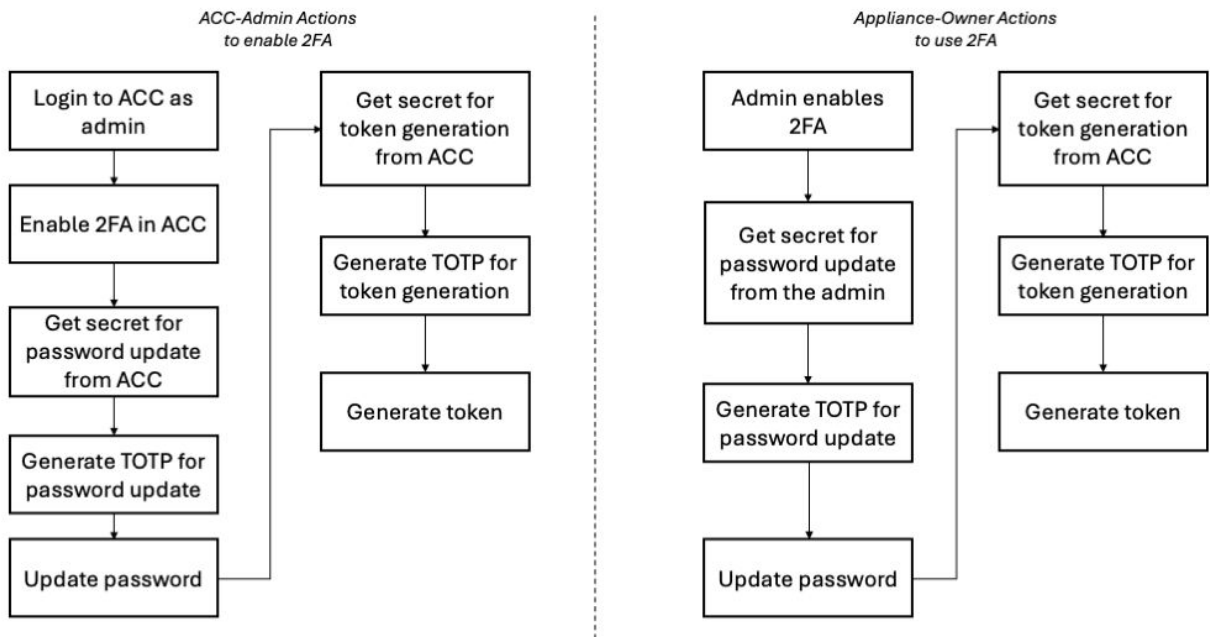 ACC-Admin Actions
to enable 2FA
Login to ACC as
admin
Enable 2FA in ACC
Get secret for
password update
from ACC
Generate TOTP for
password update
Update password
Get secret for
token generation
from ACC
Generate TOTP for
token generation
Generate token
Appliance-Owner Actions
to use 2FA
Admin enables
2FA
Get secret for
password update
from the admin
Generate TOTP for
password update
Update password
Get secret for
token generation
from ACC
Generate TOTP for
token generation
Generate token